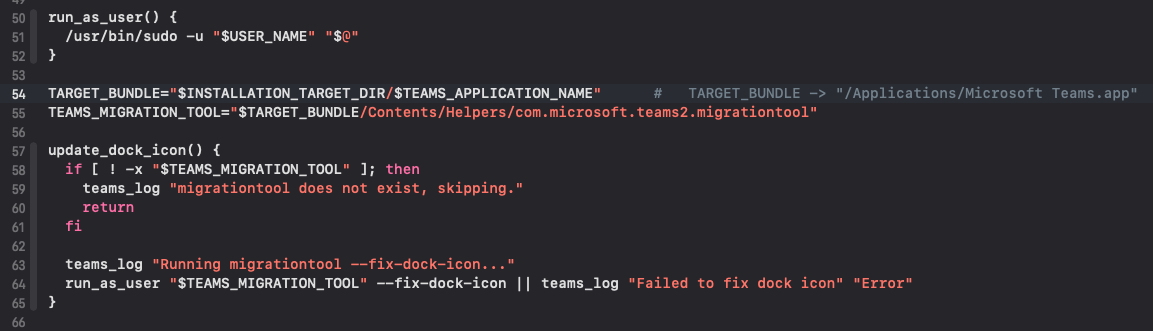 50 run_as_user() {
51 /usr/bin/sudo -u "$USER_NAME" "$@"
52 }
53
54 TARGET_BUNDLE="$INSTALLATION_TARGET_DIR/$TEAMS_APPLICATION_NAME" # TARGET_BUNDLE -> "/Applications/Microsoft Teams.app"
55 TEAMS_MIGRATION_TOOL="$TARGET_BUNDLE/Contents/Helpers/com.microsoft.teams2.migrationtool"
56
57 update_dock_icon() {
58 if [ ! -x "$TEAMS_MIGRATION_TOOL" ]; then
59 teams_log "migrationtool does not exist, skipping."
60 return
61 fi
62
63 teams_log "Running migrationtool --fix-dock-icon..."
64 run_as_user "$TEAMS_MIGRATION_TOOL" --fix-dock-icon || teams_log "Failed to fix dock icon" "Error"
65 }
66